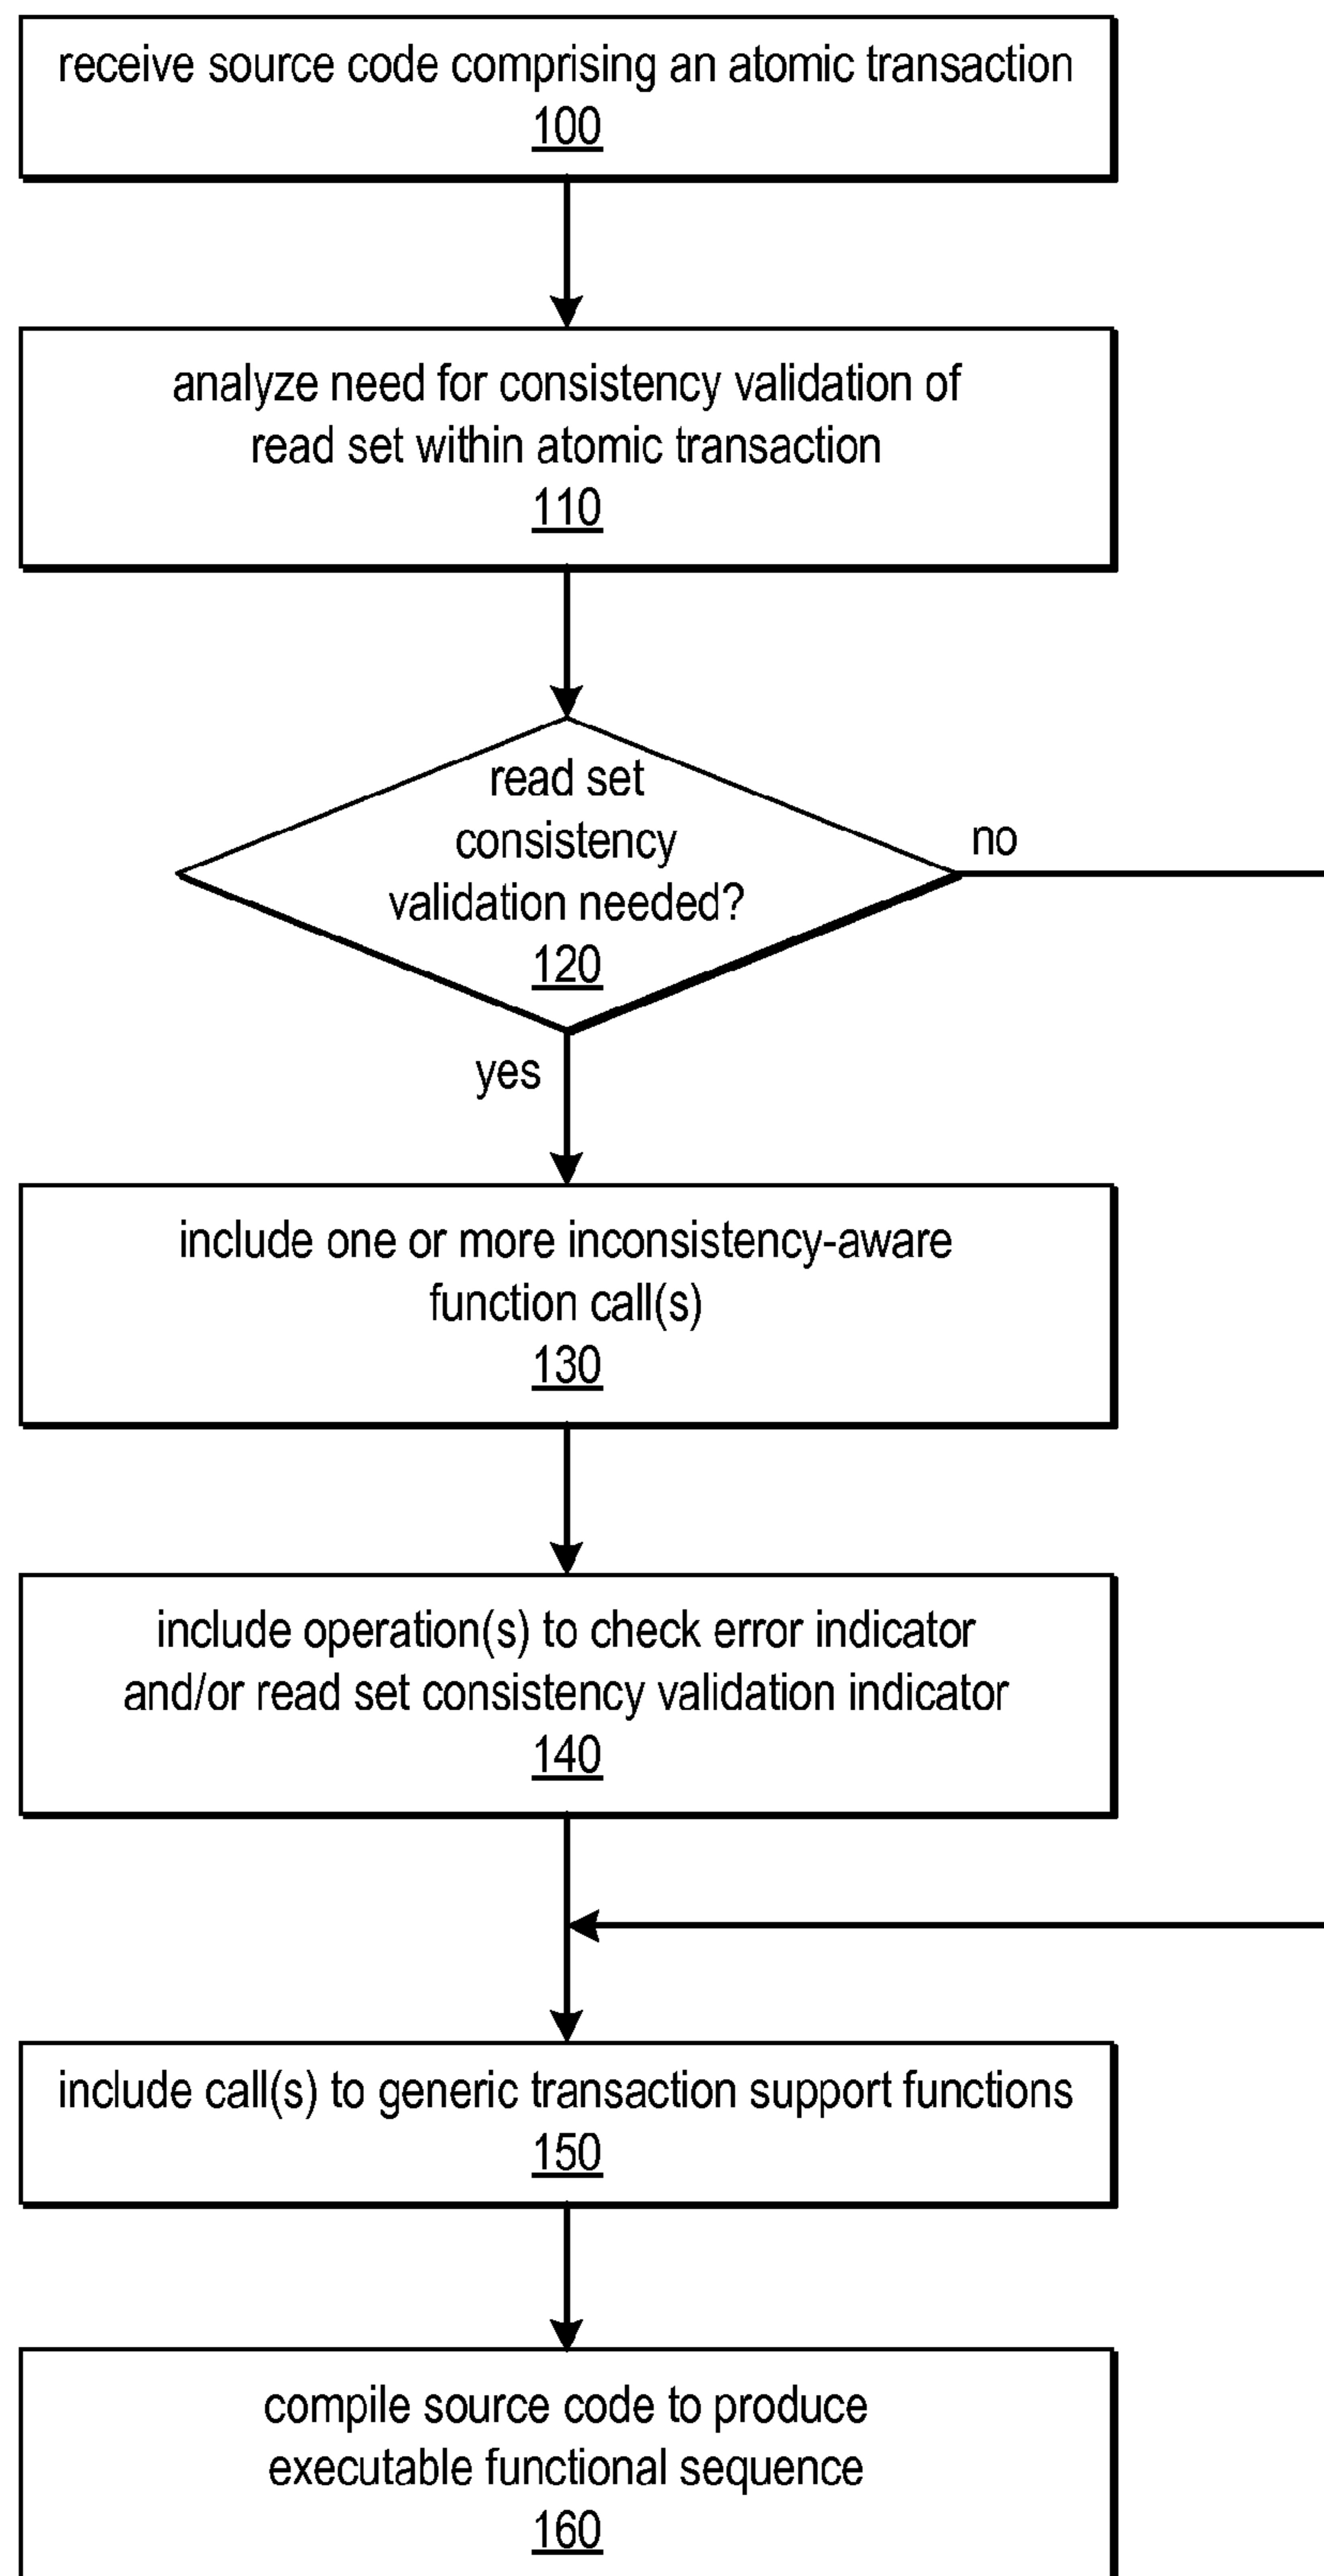 receive source code comprising an atomic transaction
100
analyze need for consistency validation of
read set within atomic transaction
110
read set
consistency
validation needed?
120
no
yes
include one or more inconsistency-aware
function call(s)
130
include operation(s) to check error indicator
and/or read set consistency validation indicator
140
include call(s) to generic transaction support functions
150
compile source code to produce
executable functional sequence
160